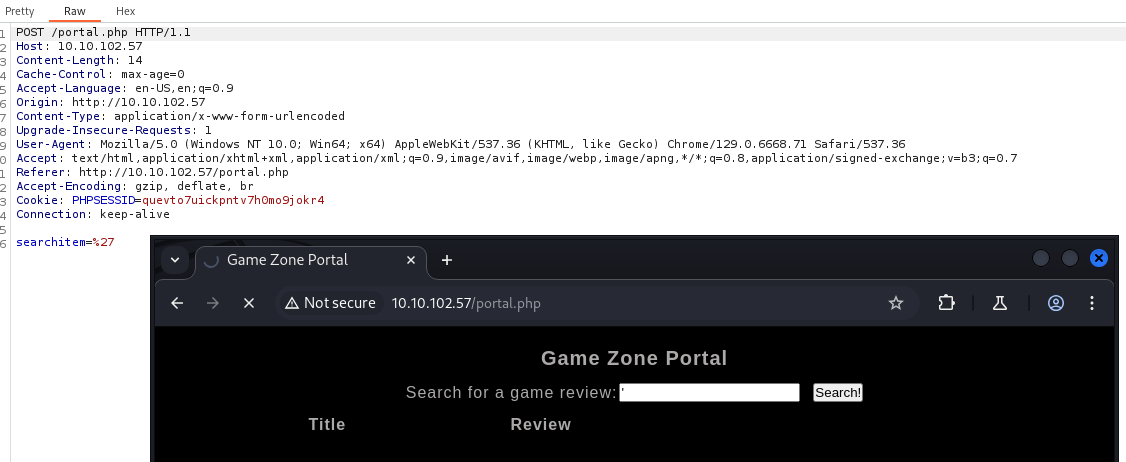 Pretty Raw Hex
1 POST /portal.php HTTP/1.1
2 Host: 10.10.102.57
3 Content-Length: 14
4 Cache-Control: max-age=0
5 Accept-Language: en-US,en;q=0.9
6 Origin: http://10.10.102.57
7 Content-Type: application/x-www-form-urlencoded
8 Upgrade-Insecure-Requests: 1
9 User-Agent: Mozilla/5.0 (Windows NT 10.0; Win64; x64) AppleWebKit/537.36 (KHTML, like Gecko) Chrome/129.0.6668.71 Safari/537.36
0 Accept: text/html,application/xhtml+xml,application/xml;q=0.9,image/avif,image/webp,image/apng,*/*;q=0.8,application/signed-exchange;v=b3;q=0.7
1 Referer: http://10.10.102.57/portal.php
2 Accept-Encoding: gzip, deflate, br
3 Cookie: PHPSESSID=quevto7uickpntv7h0mo9jokr4
4 Connection: keep-alive
5
6 searchitem=%27
Game Zone Portal
Not secure 10.10.102.57/portal.php
Game Zone Portal
Search for a game review: ' Search!
Title Review